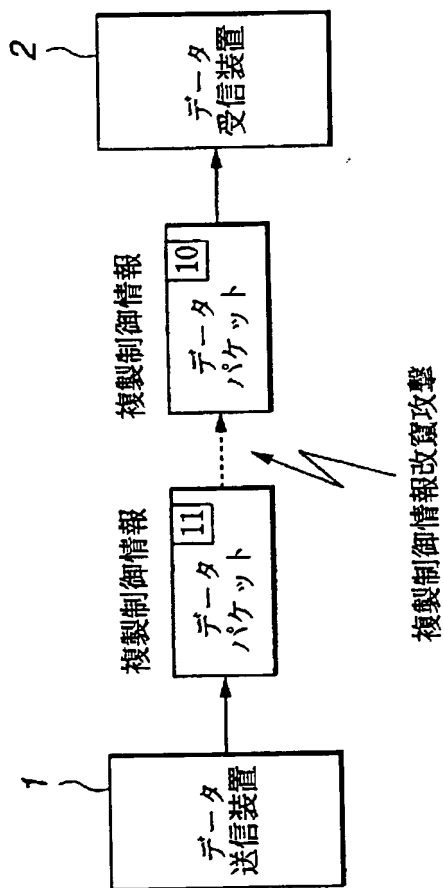 1
データ
送信装置
複製制御情報
11
データ
パケット
複製制御情報改竄攻撃
複製制御情報
10
データ
パケット
2
データ
受信装置